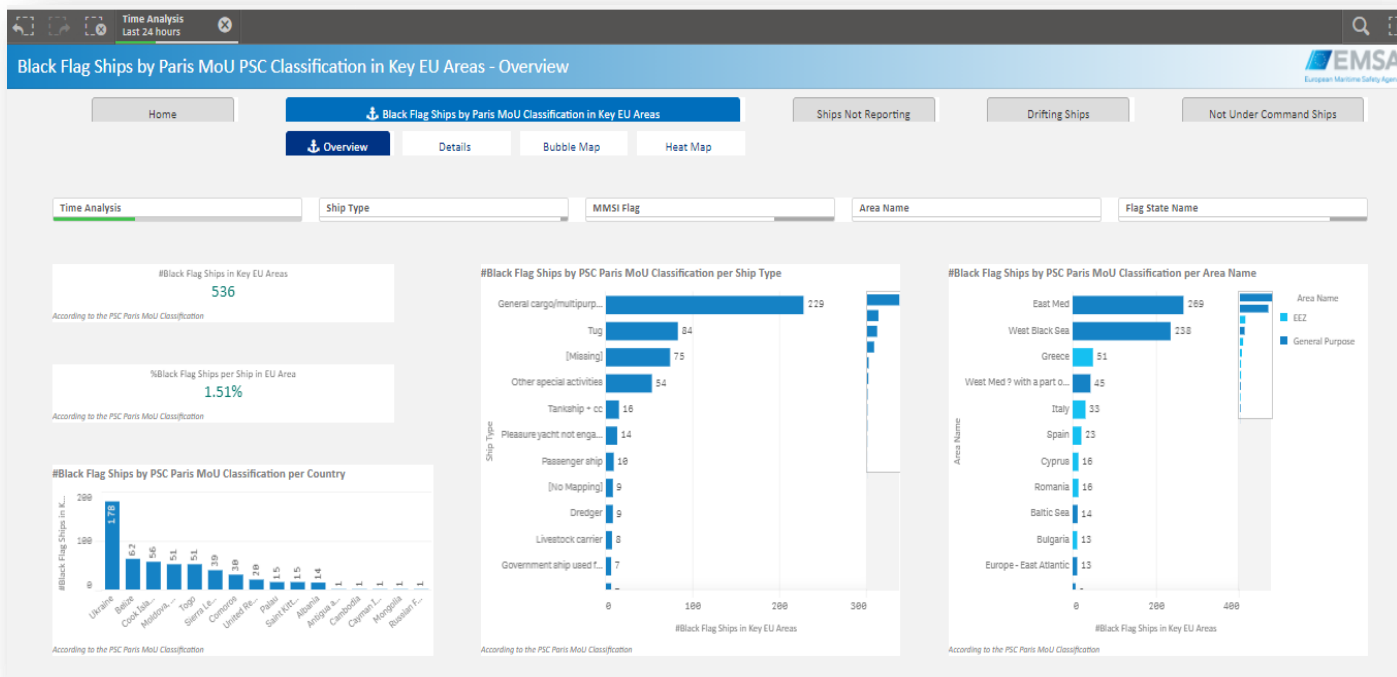 Time Analysis
Last 24 hours
Black Flag Ships by Paris MoU PSC Classification in Key EU Areas - Overview
EMSA
European Maritime Safety Agen
Home
Black Flag Ships by Paris MoU Classification in Key EU Areas
Ships Not Reporting
Drifting Ships
Not Under Command Ships
Overview
Details
Bubble Map
Heat Map
Time Analysis
Ship Type
MMSI Flag
Area Name
Flag State Name
#Black Flag Ships in Key EU Areas
536
According to the PSC Paris MoU Classification
%Black Flag Ships per Ship in EU Area
1.51%
According to the PSC Paris MoU Classification
#Black Flag Ships by PSC Paris MoU Classification per Country
#Black Flag Ships in K...
200
100
0
178
62
56
51
51
39
30
20
15
15
14
1
1
1
1
1
Ukraine
Belize
Cook Isla...
Moldova, ...
Togo
Sierra Le...
Comoros
United Re...
Palau
Saint Kitt...
Albania
Antigua a...
Cambodia
Cayman I...
Mongolia
Russian F...
According to the PSC Paris MoU Classification
#Black Flag Ships by PSC Paris MoU Classification per Ship Type
Ship Type
General cargo/multipurp... 229
Tug 84
[Missing] 75
Other special activities 54
Tankship + cc 16
Pleasure yacht not enga... 14
Passenger ship 10
[No Mapping] 9
Dredger 9
Livestock carrier 8
Government ship used f... 7
0 100 200 300
#Black Flag Ships in Key EU Areas
According to the PSC Paris MoU Classification
#Black Flag Ships by PSC Paris MoU Classification per Area Name
Area Name
East Med 269
West Black Sea 238
Greece 51
West Med ? with a part o... 45
Italy 33
Spain 23
Cyprus 16
Romania 16
Baltic Sea 14
Bulgaria 13
Europe - East Atlantic 13
0 200 400
#Black Flag Ships in Key EU Areas
According to the PSC Paris MoU Classification
Area Name
EEZ
General Purpose